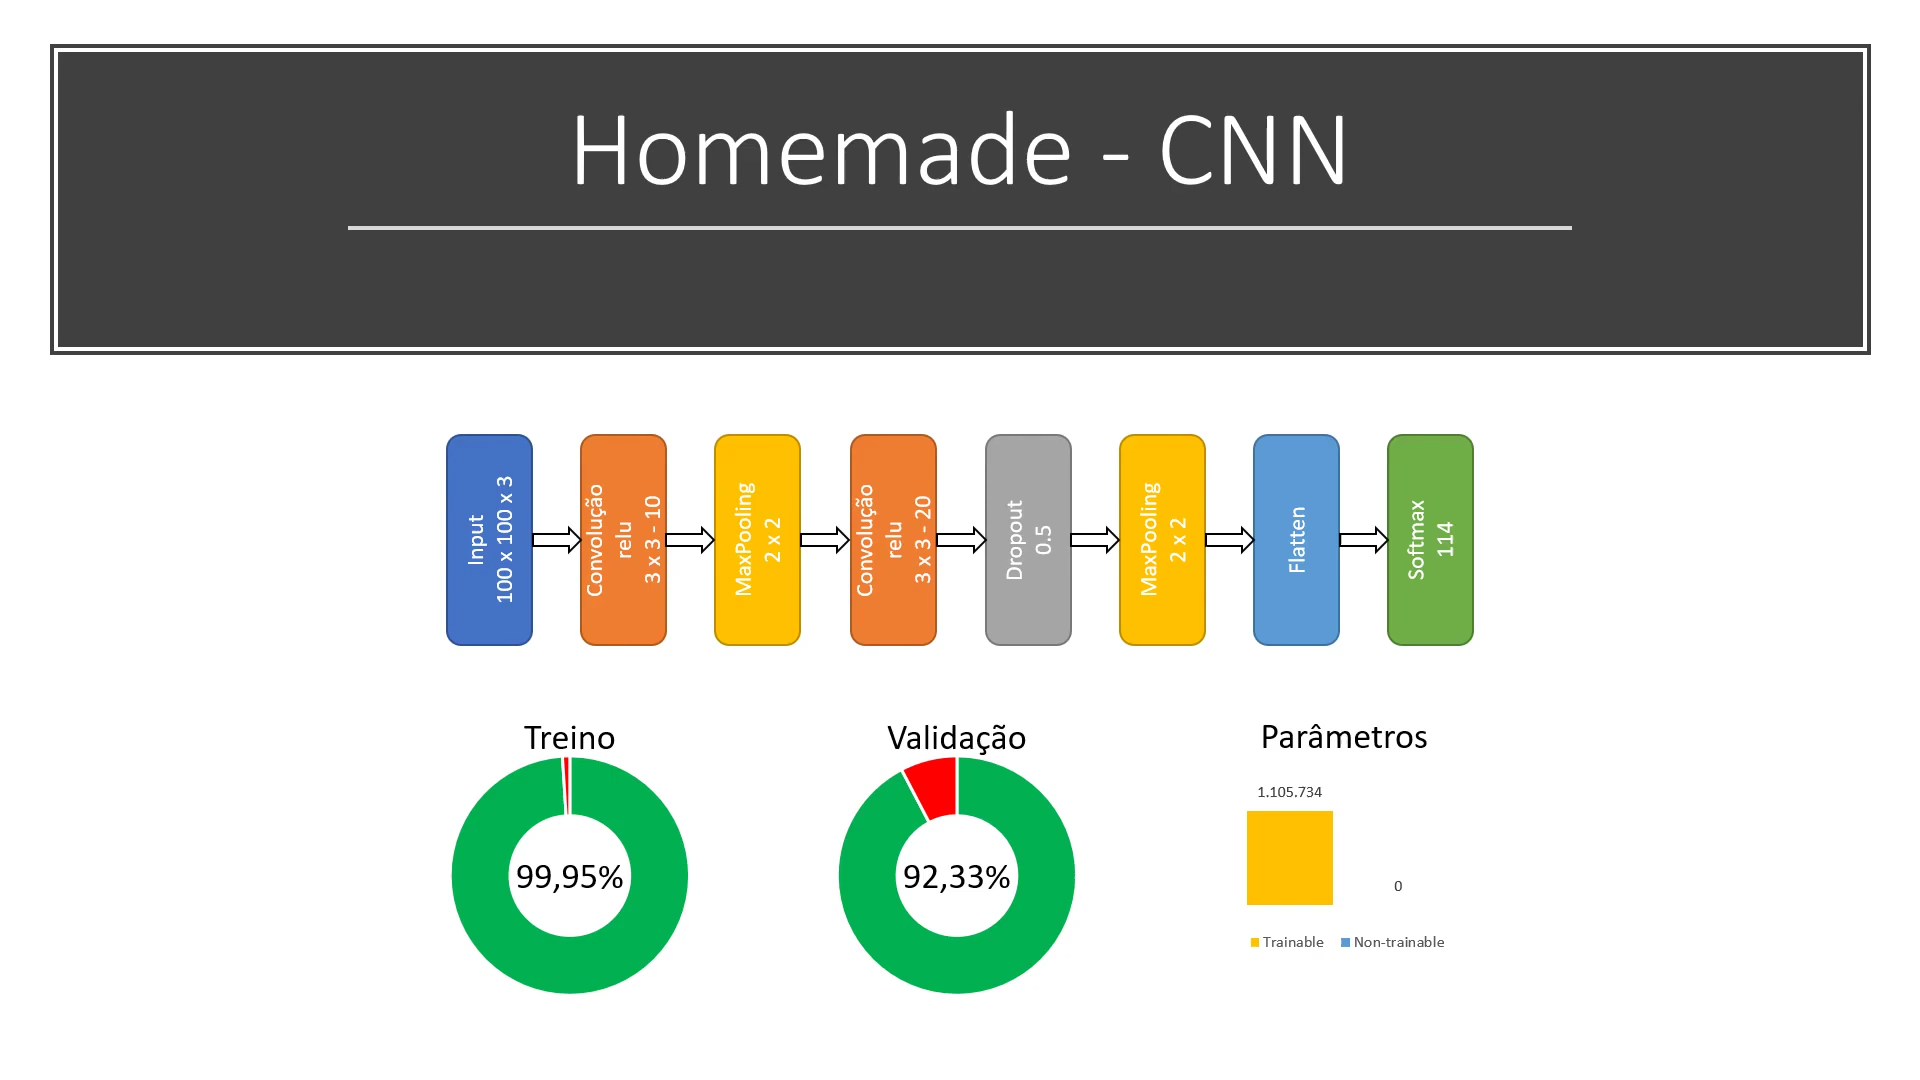 Homemade - CNN
Input
100 x 100 x 3
Convolução
relu
3 x 3 - 10
MaxPooling
2 x 2
Convolução
relu
3 x 3 - 20
Dropout
0.5
MaxPooling
2 x 2
Flatten
Softmax
114
Treino
99,95%
Validação
92,33%
Parâmetros
1.105.734
0
Trainable
Non-trainable